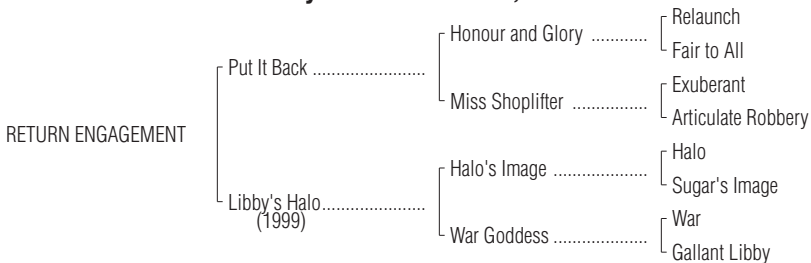 Relaunch
Honour and Glory ............
Fair to All
Put It Back ........................
Exuberant
Miss Shoplifter ................
Articulate Robbery
RETURN ENGAGEMENT
Halo
Halo's Image ....................
Sugar's Image
Libby's Halo......................
(1999)
War
War Goddess ....................
Gallant Libby